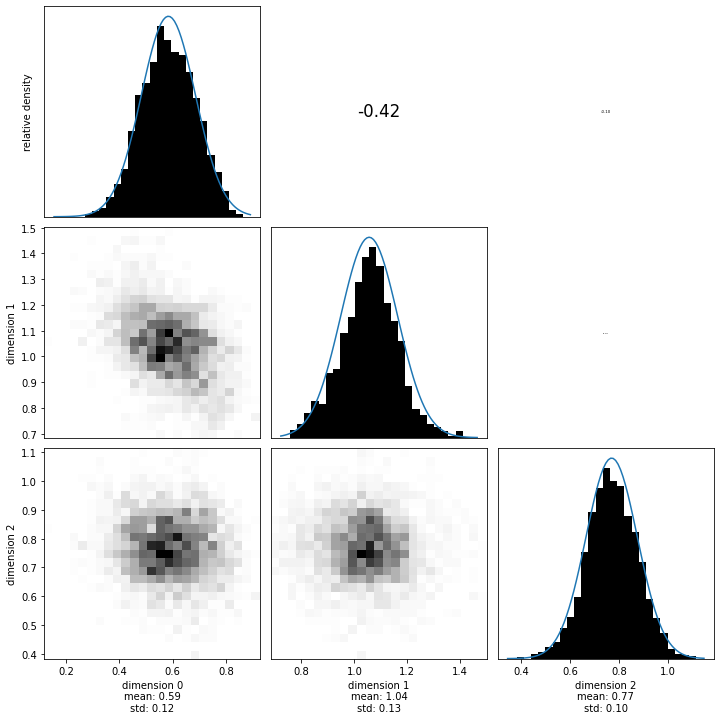 relative density
-0.42
-0.10
dimension 1
1.5
1.4
1.3
1.2
1.1
1.0
0.9
0.8
0.7
dimension 2
1.1
1.0
0.9
0.8
0.7
0.6
0.5
0.4
0.2 0.4 0.6 0.8
dimension 0
mean: 0.59
std: 0.12
1.0 1.2 1.4
dimension 1
mean: 1.04
std: 0.13
0.4 0.6 0.8 1.0
dimension 2
mean: 0.77
std: 0.10